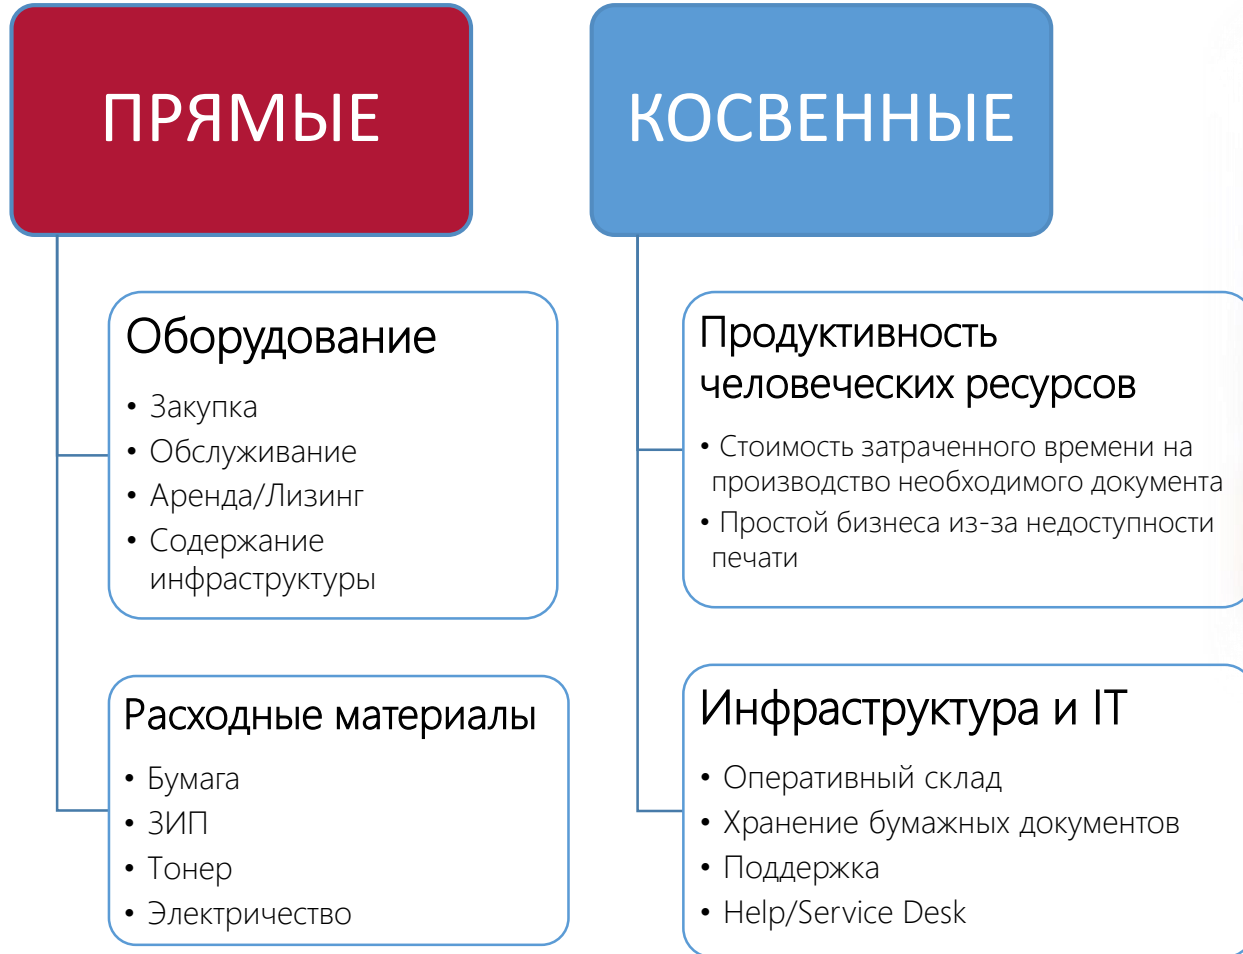 ПРЯМЫЕ
Оборудование
• Закупка
• Обслуживание
• Аренда/Лизинг
• Содержание
инфраструктуры
Расходные материалы
• Бумага
• ЗИП
• Тонер
• Электричество
КОСВЕННЫЕ
Продуктивность
человеческих ресурсов
• Стоимость затраченного времени на
производство необходимого документа
• Простой бизнеса из-за недоступности
печати
Инфраструктура и IT
• Оперативный склад
• Хранение бумажных документов
• Поддержка
• Help/Service Desk